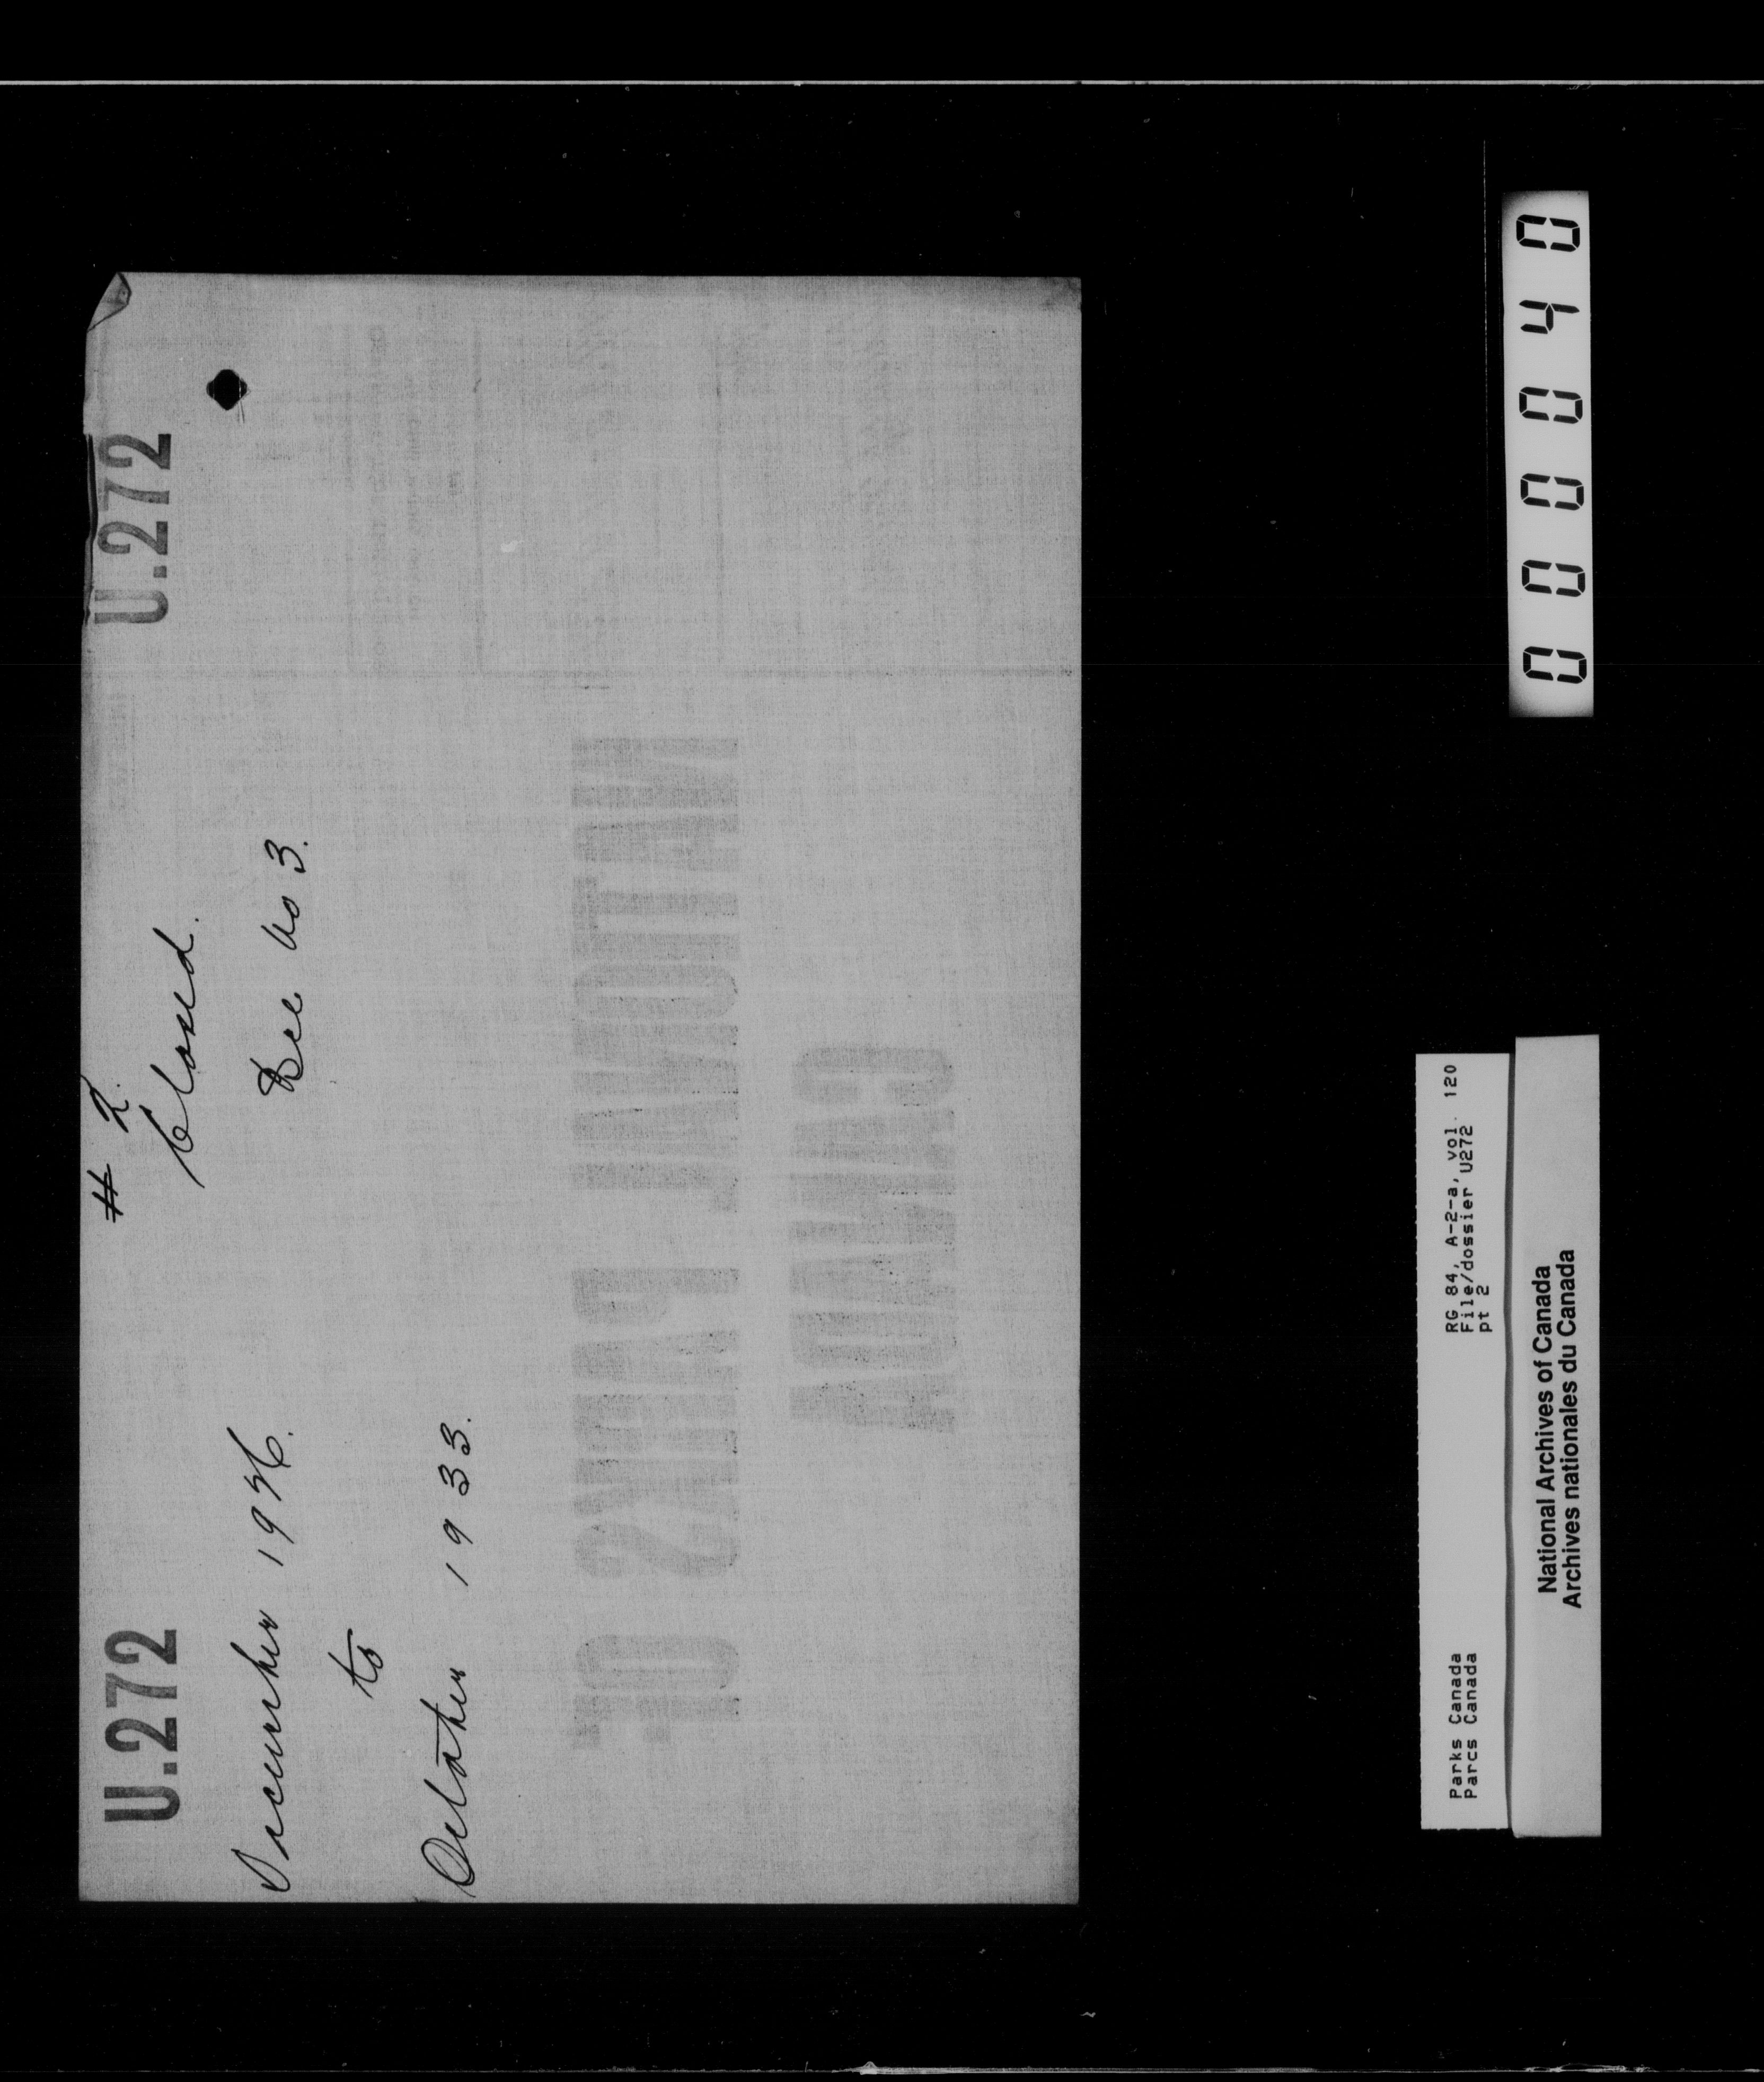 U.272
# 2.
U.272
Closed.
December 1926.
See No 3.
to
October 1933.
000040
Parks Canada
Parcs Canada
RG 84, A-2-a, vol. 120
File/dossier U272
pt 2
National Archives of Canada
Archives nationales du Canada